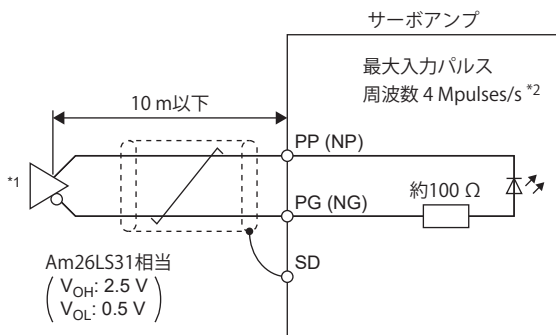 サーボアンプ
最大入力パルス
周波数 4 Mpulses/s *2
10 m以下
PP (NP)
*1
約100 Ω
PG (NG)
SD
Am26LS31相当
VOH: 2.5 V
VOL: 0.5 V